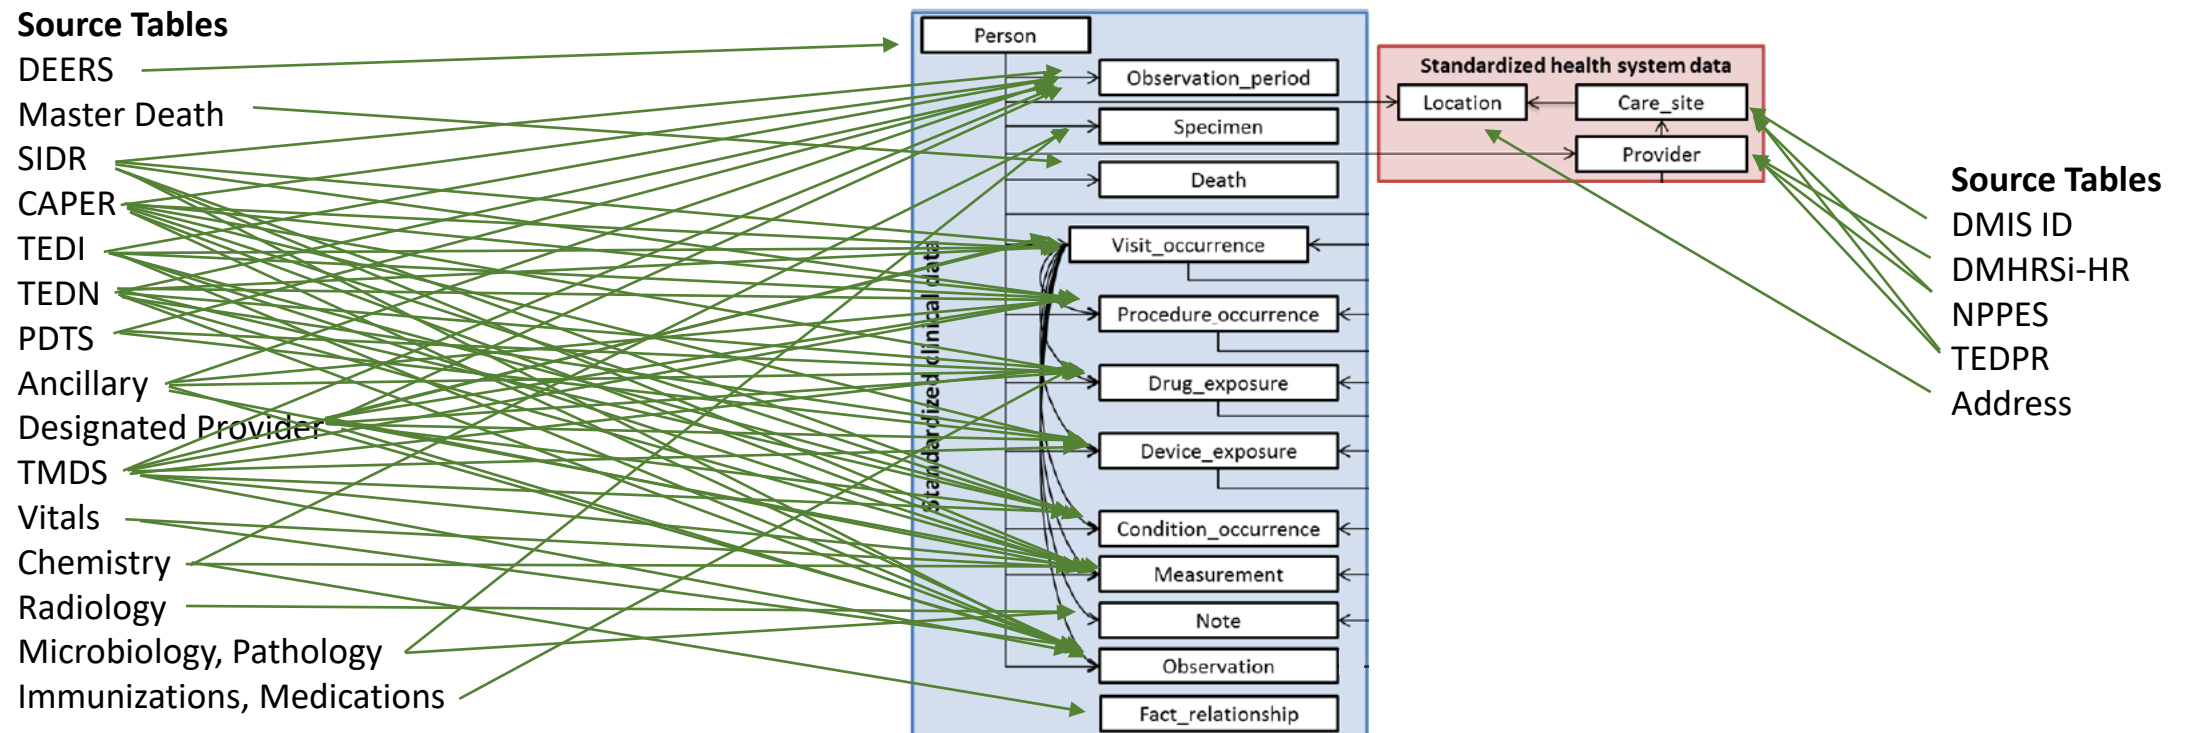 Source Tables
DEERS
Master Death
SIDR
CAPER
TEDI
TEDN
PDTS
Ancillary
Designated Provider
TMDS
Vitals
Chemistry
Radiology
Microbiology, Pathology
Immunizations, Medications
Standardized clinical data
Person
Observation_period
Specimen
Death
Visit_occurrence
Procedure_occurrence
Drug_exposure
Device_exposure
Condition_occurrence
Measurement
Note
Observation
Fact_relationship
Standardized health system data
Location
Care_site
Provider
Source Tables
DMIS ID
DMHRSi-HR
NPPES
TEDPR
Address